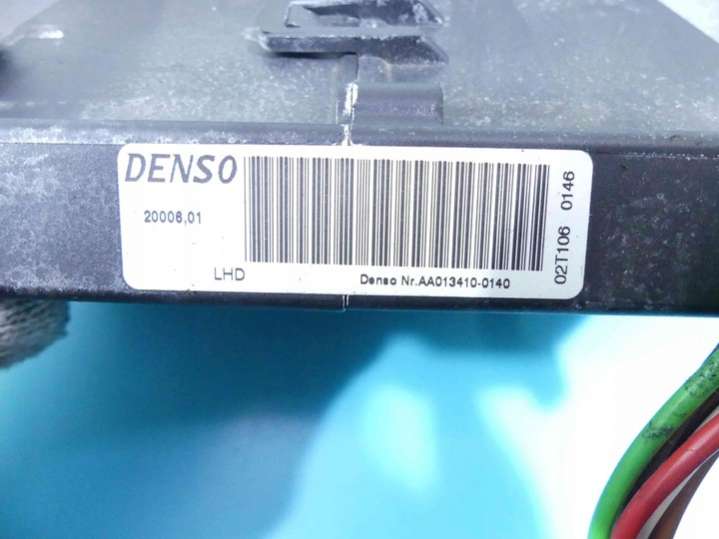 DENSO
20006,01
LHD
Denso Nr.AA013410-0140
02T106 0146